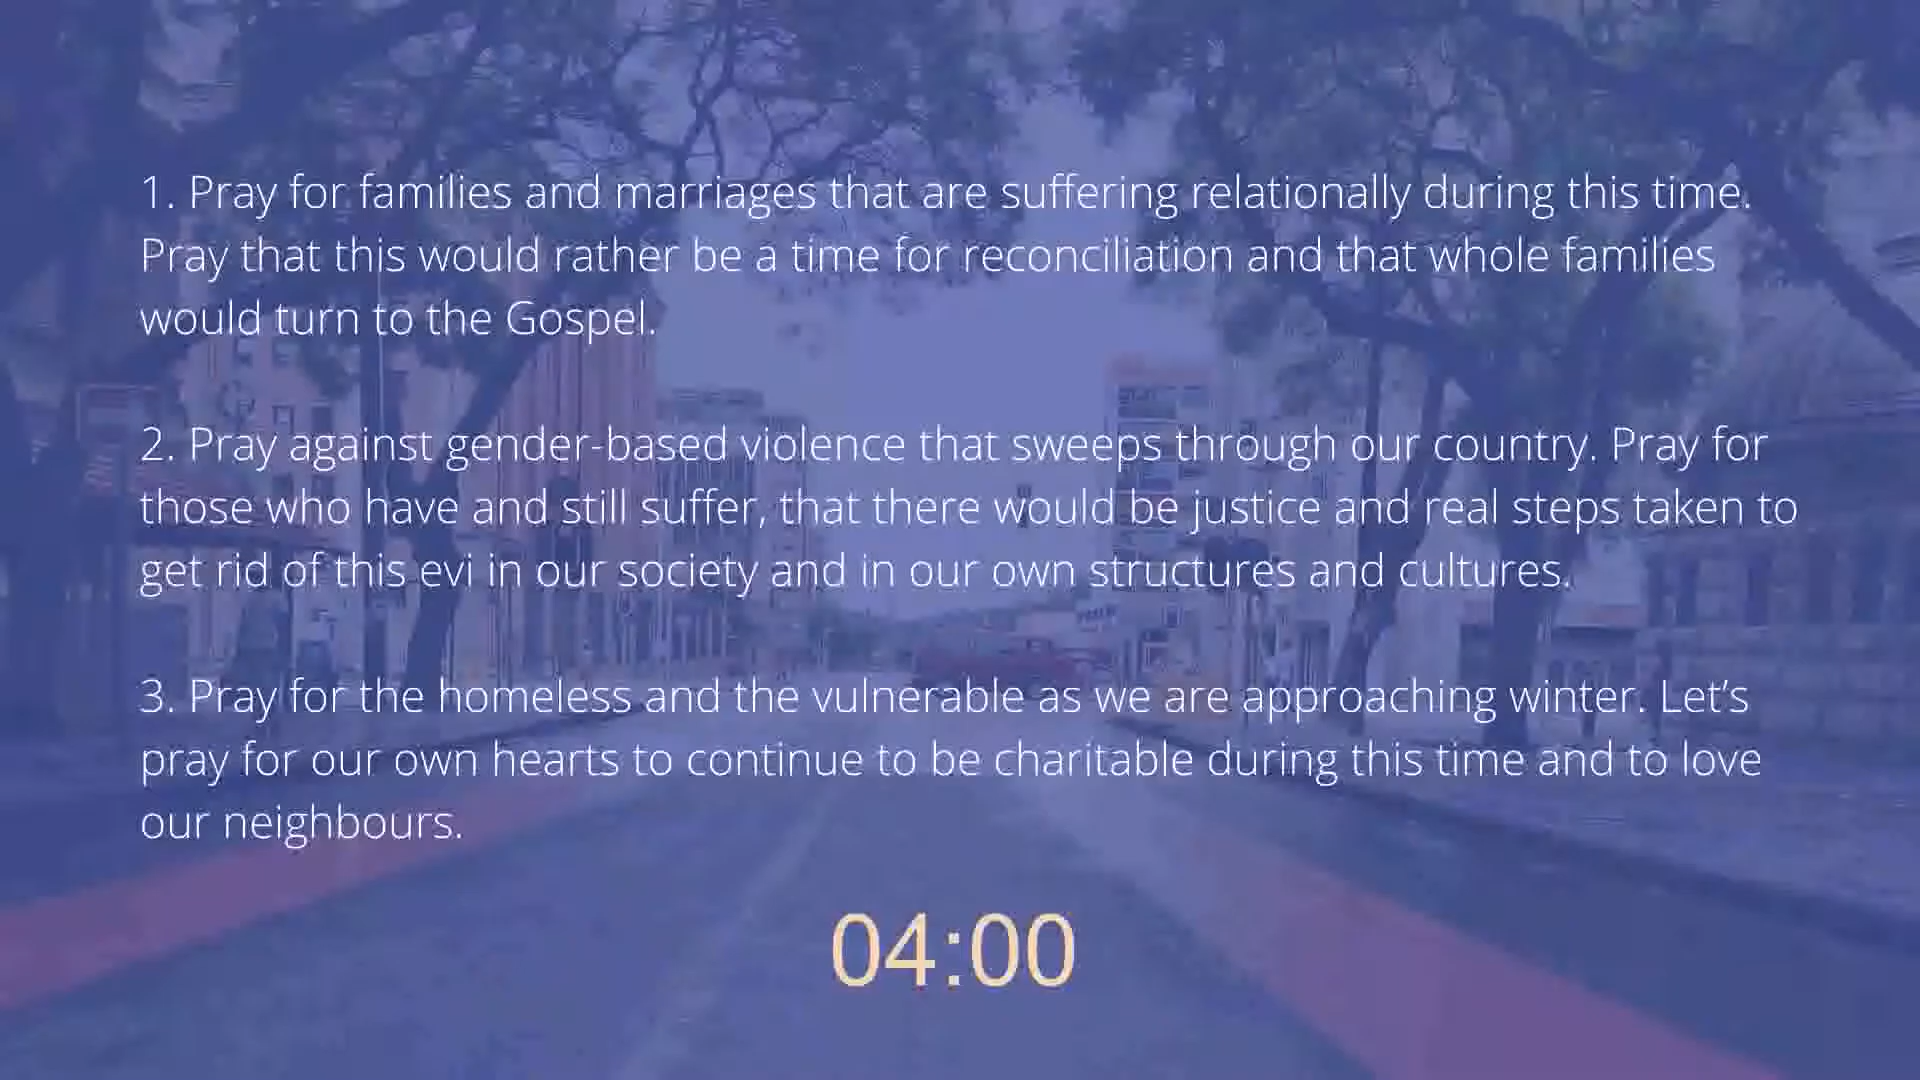 1. Pray for families and marriages that are suffering relationally during this time.
Pray that this would rather be a time for reconciliation and that whole families
would turn to the Gospel.
2. Pray against gender-based violence that sweeps through our country. Pray for
those who have and still suffer, that there would be justice and real steps taken to
get rid of this evi in our society and in our own structures and cultures.
3. Pray for the homeless and the vulnerable as we are approaching winter. Let’s
pray for our own hearts to continue to be charitable during this time and to love
our neighbours.
04:00